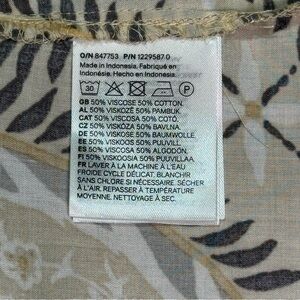 O/N 847753 P/N 1229587.0
Made in Indonesia. Fabriqué en
Indonésie. Hecho en Indonesia.
30
P
GB 50% VISCOSE 50% COTTON.
AL 50% VISKOZË 50% PAMBUK.
CAT 50% VISCOSA 50% COTÓ.
CZ 50% VISKÓZA 50% BAVLNA.
DE 50% VISKOSE 50% BAUMWOLLE.
EE 50% VISKOOS 50% PUUVILL.
ES 50% VISCOSA 50% ALGODÓN.
FI 50% VISKOOSIA 50% PUUVILLAA.
FR LAVER À LA MACHINE À L'EAU
FROIDE CYCLE DÉLICAT. BLANCHIR
SANS CHLORE SI NÉCESSAIRE. SÉCHER
À L'AIR. REPASSER À TEMPÉRATURE
MOYENNE. NETTOYAGE À SEC.